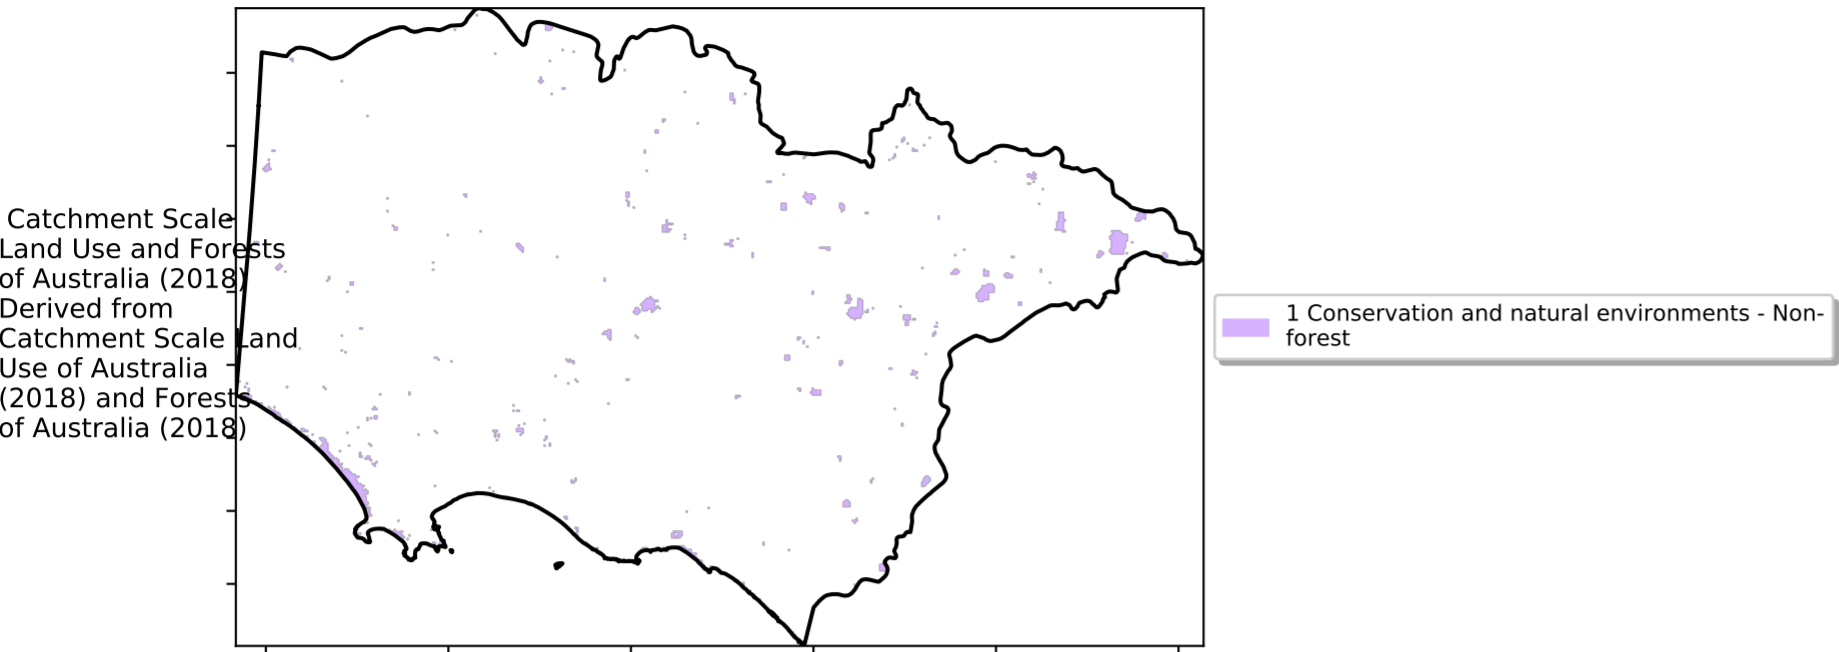 Catchment Scale
Land Use and Forests
of Australia (2018)
Derived from
Catchment Scale Land
Use of Australia
(2018) and Forests
of Australia (2018)
1 Conservation and natural environments - Non-
forest